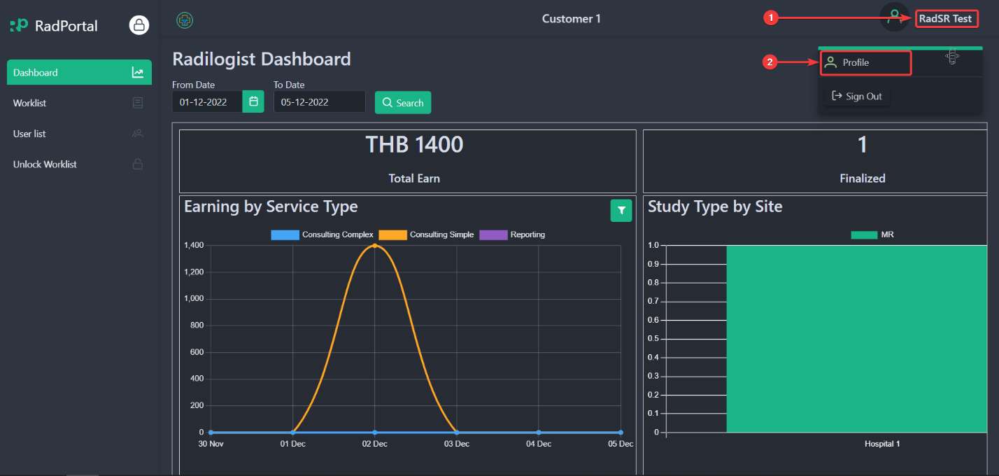 RadPortal
Customer 1
1
RadSR Test
Dashboard
Worklist
User list
Unlock Worklist
2
Profile
Sign Out
Radilogist Dashboard
From Date
To Date
01-12-2022
05-12-2022
Search
THB 1400
Total Earn
1
Finalized
Earning by Service Type
Consulting Complex
Consulting Simple
Reporting
1,400
1,200
1,000
800
600
400
200
0
30 Nov
01 Dec
02 Dec
03 Dec
04 Dec
05 Dec
Study Type by Site
MR
1.0
0.9
0.8
0.7
0.6
0.5
0.4
0.3
0.2
0.1
0
Hospital 1